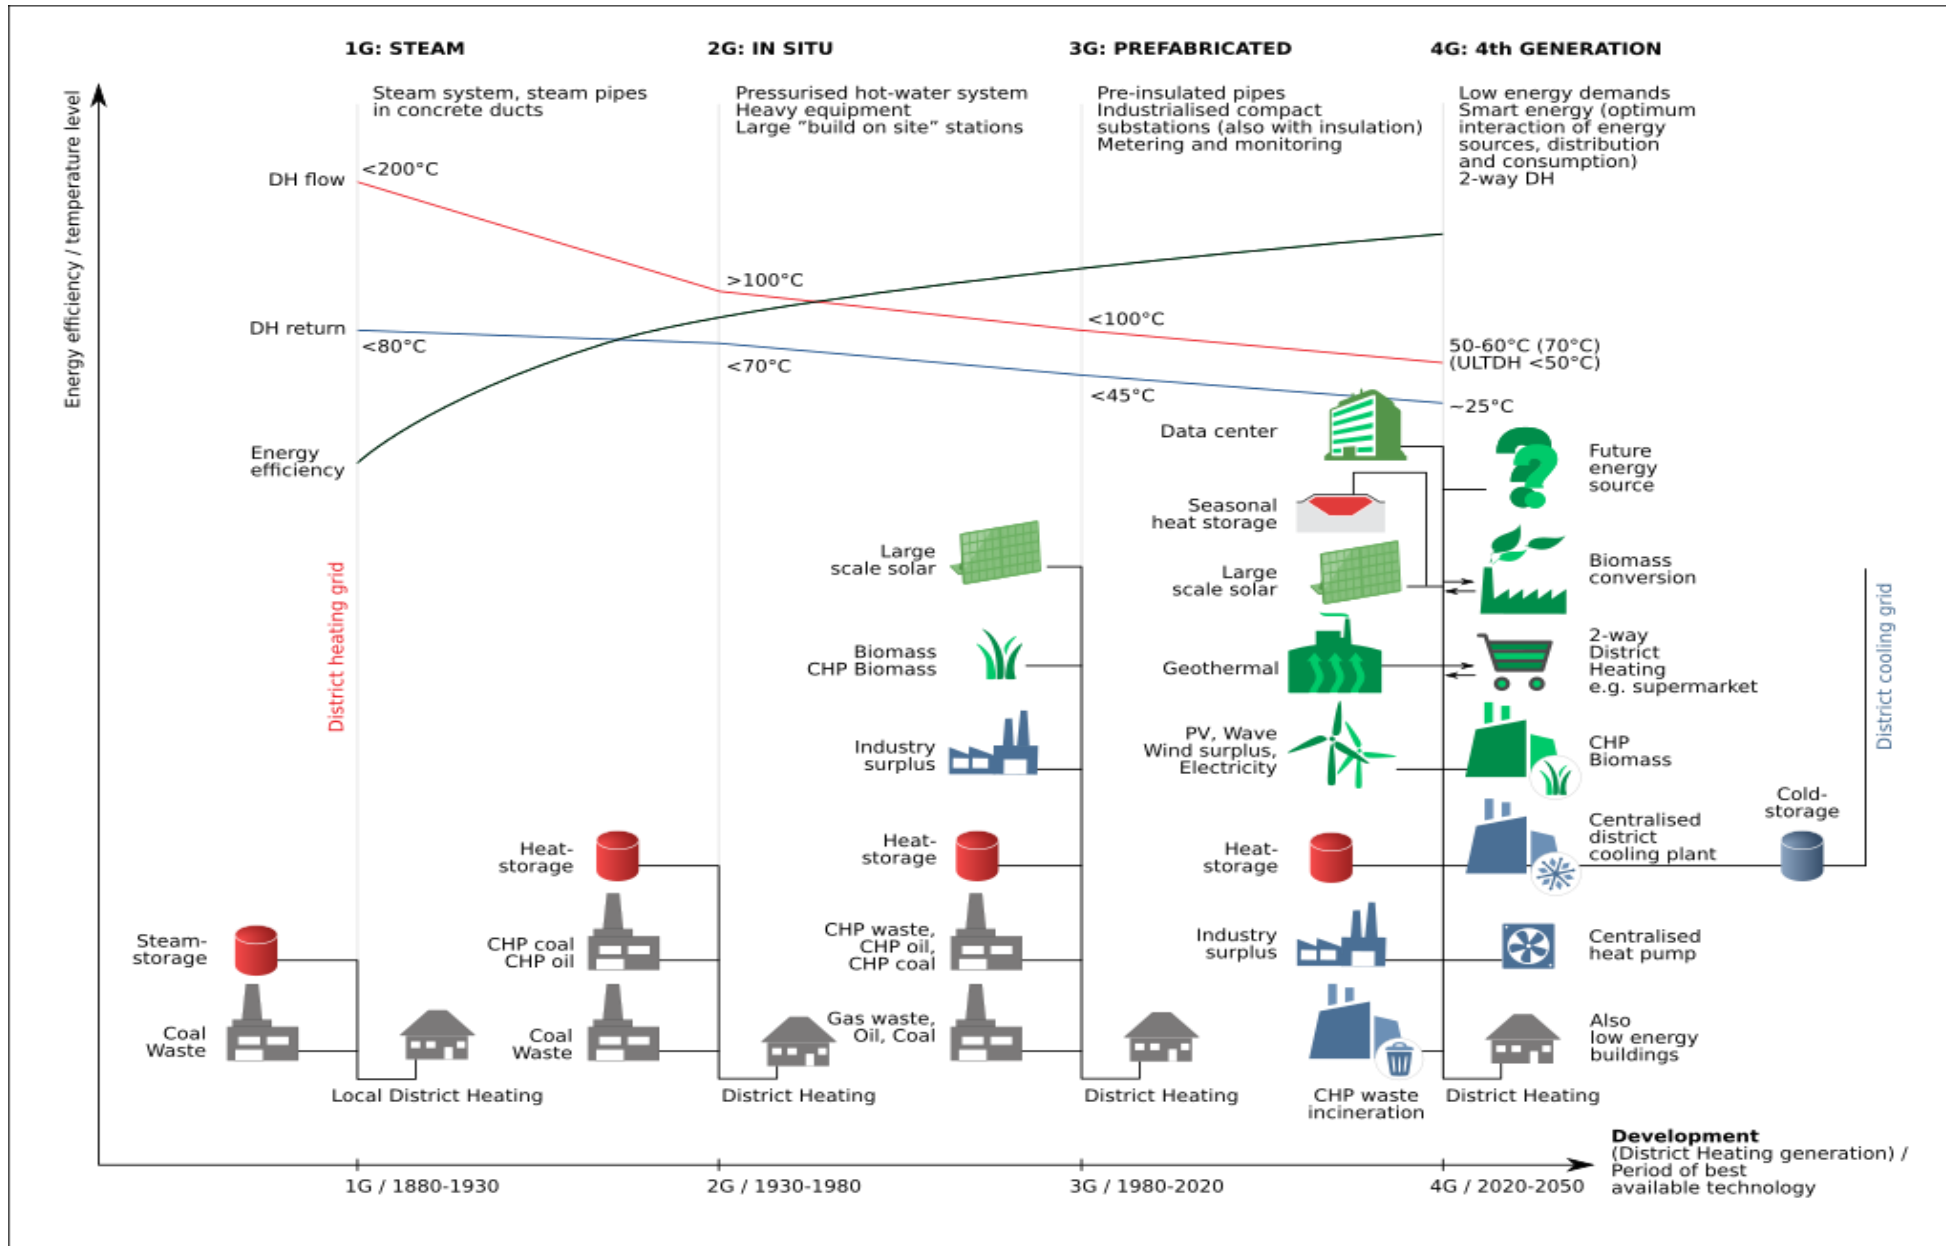 1G: STEAM
2G: IN SITU
3G: PREFABRICATED
4G: 4th GENERATION
Steam system, steam pipes
in concrete ducts
Pressurised hot-water system
Heavy equipment
Large ”build on site” stations
Pre-insulated pipes
Industrialised compact
substations (also with insulation)
Metering and monitoring
Low energy demands
Smart energy (optimum
interaction of energy
sources, distribution
and consumption)
2-way DH
Energy efficiency / temperature level
DH flow
<200°C
>100°C
<100°C
50-60°C (70°C)
(ULTDH <50°C)
DH return
<80°C
<70°C
<45°C
~25°C
Energy
efficiency
District heating grid
Steam-
storage
Coal
Waste
Local District Heating
Heat-
storage
CHP coal
CHP oil
Coal
Waste
District Heating
Large
scale solar
Biomass
CHP Biomass
Industry
surplus
Heat-
storage
CHP waste,
CHP oil,
CHP coal
Gas waste,
Oil, Coal
District Heating
Data center
Seasonal
heat storage
Large
scale solar
Geothermal
PV, Wave
Wind surplus,
Electricity
Heat-
storage
Industry
surplus
CHP waste
incineration
Future
energy
source
Biomass
conversion
2-way
District
Heating
e.g. supermarket
CHP
Biomass
Centralised
district
cooling plant
Cold-
storage
District cooling grid
Centralised
heat pump
Also
low energy
buildings
District Heating
Development
(District Heating generation) /
Period of best
available technology
1G / 1880-1930
2G / 1930-1980
3G / 1980-2020
4G / 2020-2050